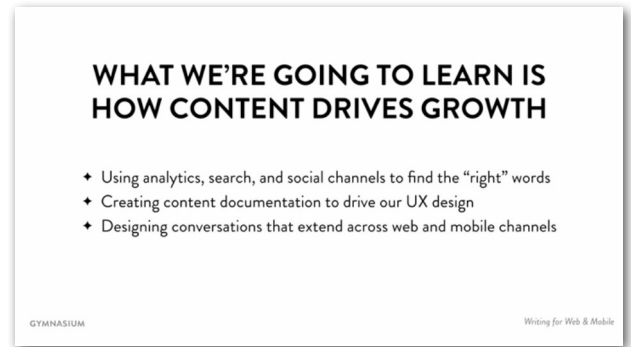 WHAT WE'RE GOING TO LEARN IS
HOW CONTENT DRIVES GROWTH
✦ Using analytics, search, and social channels to find the “right” words
✦ Creating content documentation to drive our UX design
✦ Designing conversations that extend across web and mobile channels
GYMNASIUM
Writing for Web & Mobile